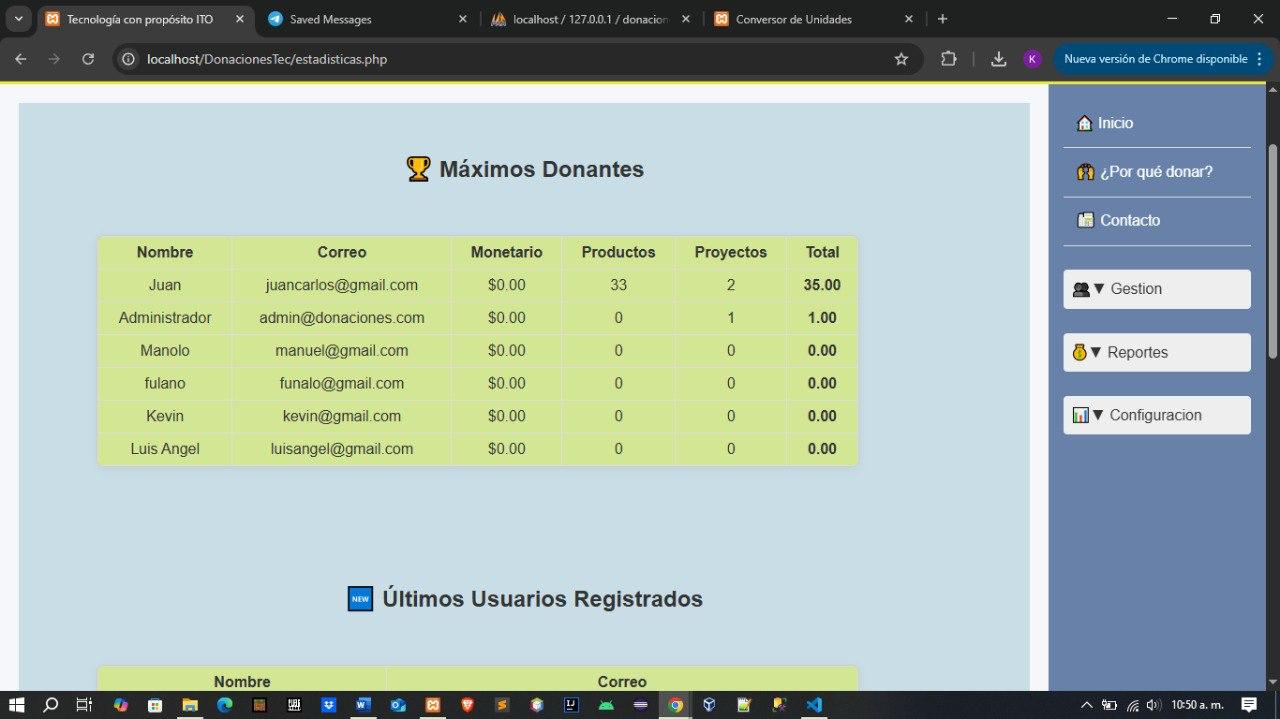 Tecnología con propósito ITO
Saved Messages
localhost / 127.0.0.1 / donacion
Conversor de Unidades
localhost/DonacionesTec/estadisticas.php
K
Nueva versión de Chrome disponible
Máximos Donantes
Nombre Correo Monetario Productos Proyectos Total
Juan juancarlos@gmail.com $0.00 33 2 35.00
Administrador admin@donaciones.com $0.00 0 1 1.00
Manolo manuel@gmail.com $0.00 0 0 0.00
fulano funalo@gmail.com $0.00 0 0 0.00
Kevin kevin@gmail.com $0.00 0 0 0.00
Luis Angel luisangel@gmail.com $0.00 0 0 0.00
NEW Últimos Usuarios Registrados
Nombre Correo
Inicio
¿Por qué donar?
Contacto
▼ Gestion
▼ Reportes
▼ Configuracion
10:50 a. m.